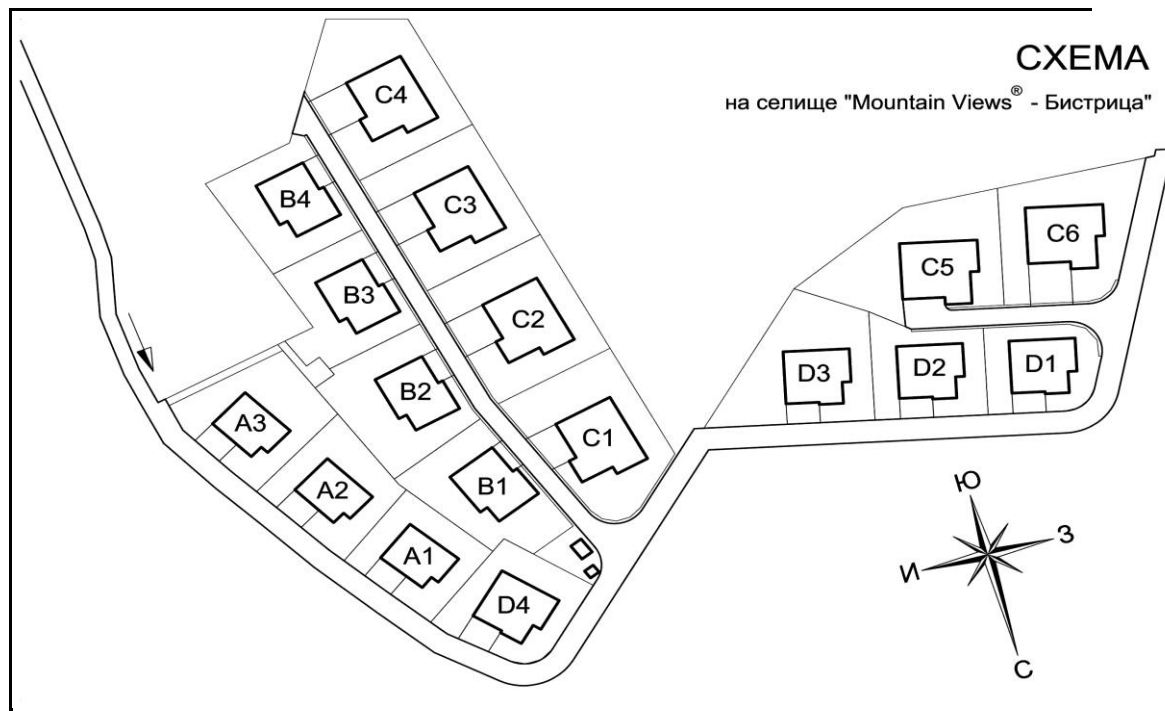 СХЕМА
на селище "Mountain Views® - Бистрица"
C4
C3
C2
C1
B4
B3
B2
B1
A3
A2
A1
D4
C5
C6
D3
D2
D1
Ю
З
И
С